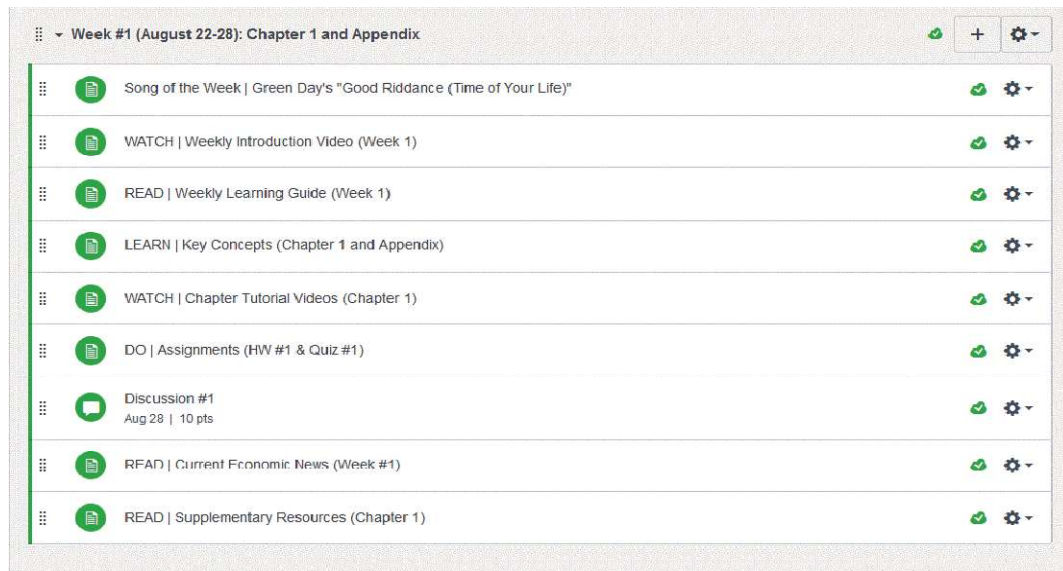 Week #1 (August 22-28): Chapter 1 and Appendix
Song of the Week | Green Day's "Good Riddance (Time of Your Life)"
WATCH | Weekly Introduction Video (Week 1)
READ | Weekly Learning Guide (Week 1)
LEARN | Key Concepts (Chapter 1 and Appendix)
WATCH | Chapter Tutorial Videos (Chapter 1)
DO | Assignments (HW #1 & Quiz #1)
Discussion #1
Aug 28 | 10 pts
READ | Current Economic News (Week #1)
READ | Supplementary Resources (Chapter 1)